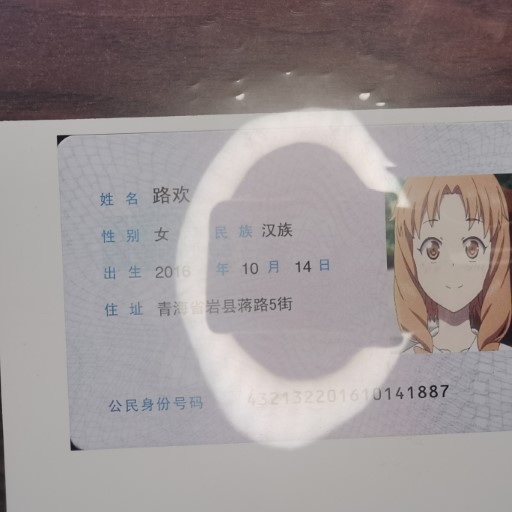 姓名 路欢
性别 女 民族 汉族
出生 2016 年 10 月 14 日
住址 青海省岩县蒋路5街
公民身份号码 432132201610141887